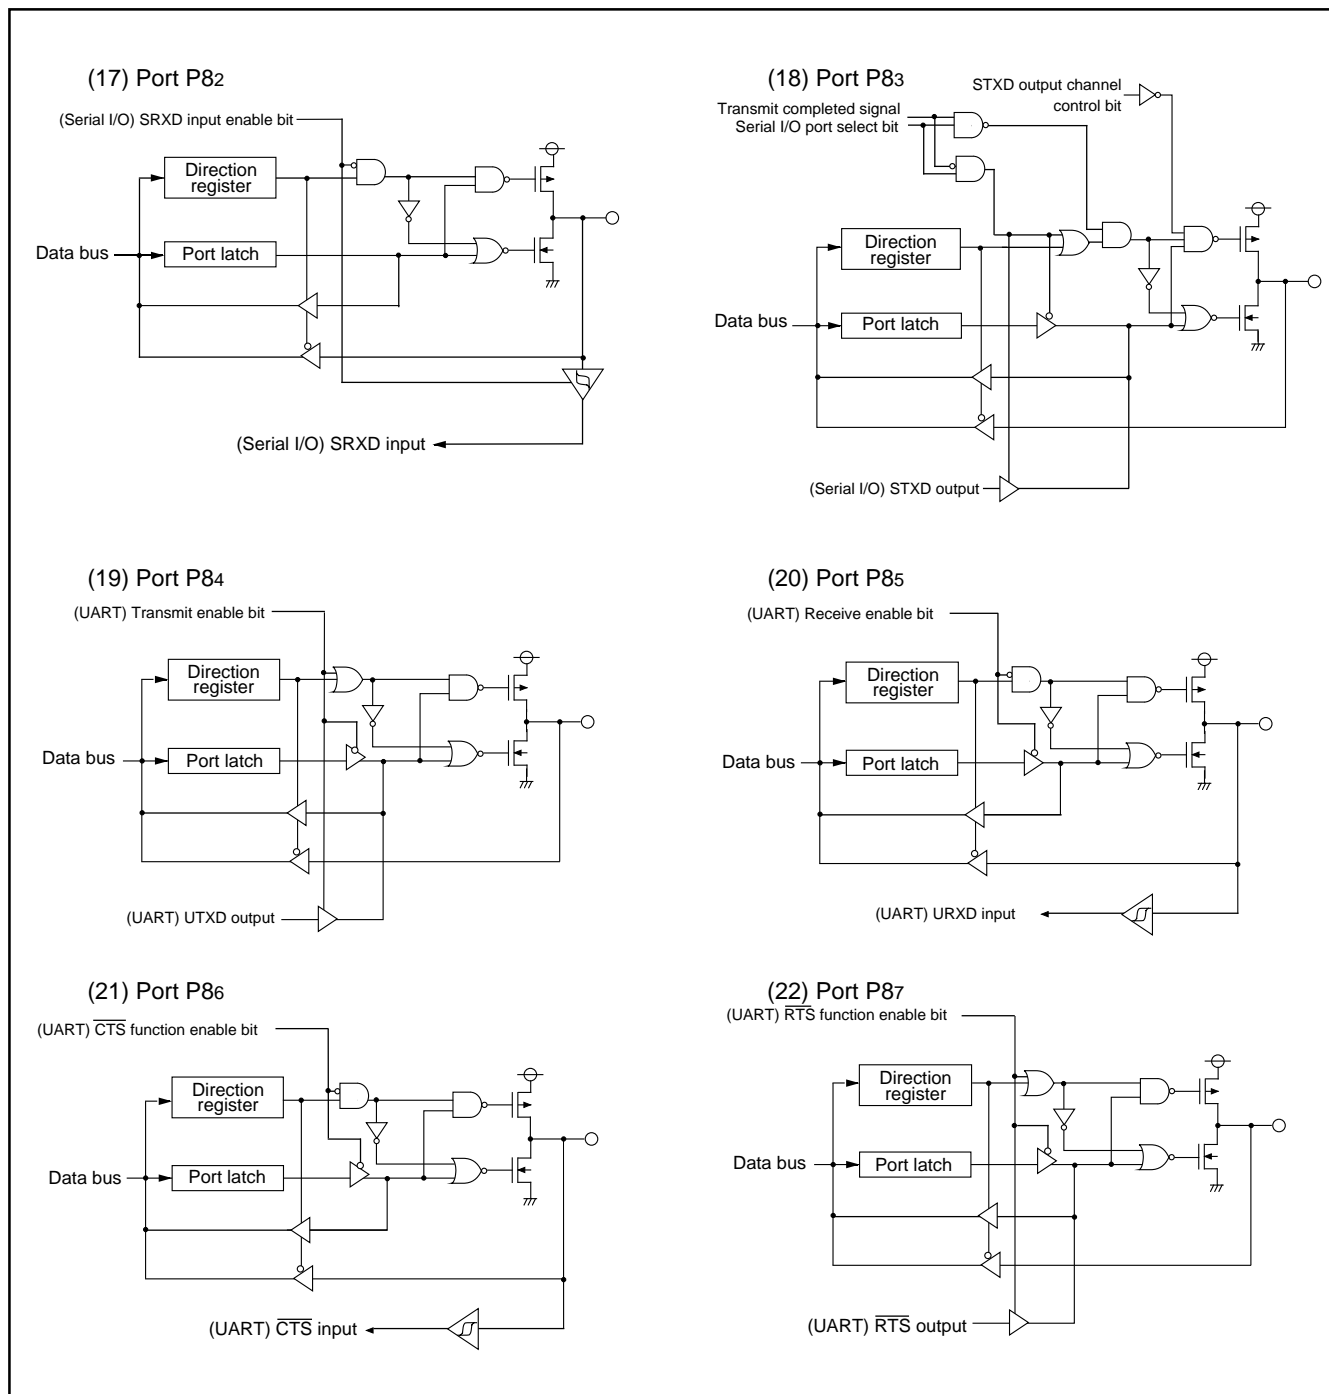 (17) Port P82
(Serial I/O) SRXD input enable bit
Direction
register
Data bus
Port latch
(Serial I/O) SRXD input
(18) Port P83
STXD output channel
control bit
Transmit completed signal
Serial I/O port select bit
Direction
register
Data bus
Port latch
(Serial I/O) STXD output
(19) Port P84
(UART) Transmit enable bit
Direction
register
Data bus
Port latch
(UART) UTXD output
(20) Port P85
(UART) Receive enable bit
Direction
register
Data bus
Port latch
(UART) URXD input
(21) Port P86
(UART) C̅T̅S̅ function enable bit
Direction
register
Data bus
Port latch
(UART) C̅T̅S̅ input
(22) Port P87
(UART) R̅T̅S̅ function enable bit
Direction
register
Data bus
Port latch
(UART) R̅T̅S̅ output